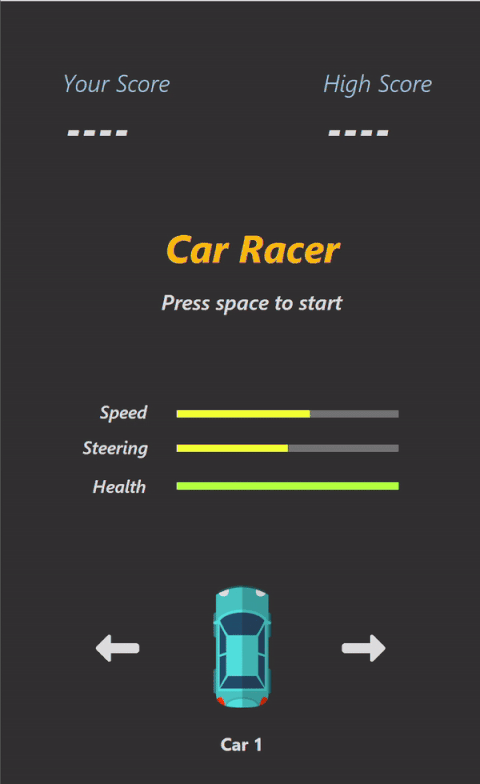 Your Score
High Score
----
----
Car Racer
Press space to start
Speed
Steering
Health
Car 1